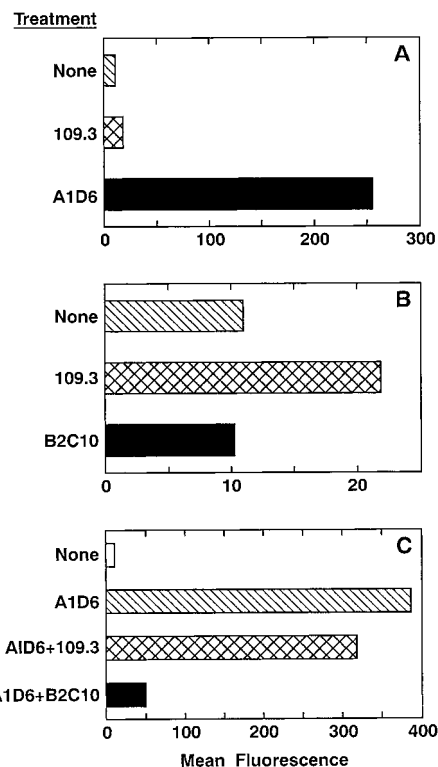 Treatment
A
None
109.3
A1D6
0 100 200 300
B
None
109.3
B2C10
0 10 20
C
None
A1D6
AlD6+109.3
A1D6+B2C10
0 100 200 300 400
Mean Fluorescence